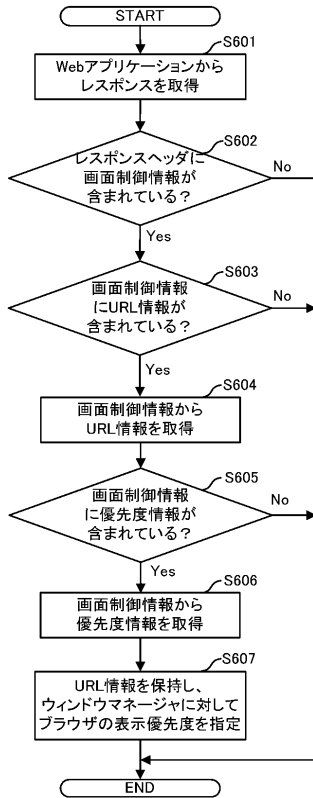 START
S601
Webアプリケーションから
レスポンスを取得
S602
レスポンスヘッダに
画面制御情報が
含まれている?
No
Yes
S603
画面制御情報
にURL情報が
含まれている?
No
Yes
S604
画面制御情報から
URL情報を取得
S605
画面制御情報
に優先度情報が
含まれている?
No
Yes
S606
画面制御情報から
優先度情報を取得
S607
URL情報を保持し、
ウィンドウマネージャに対して
ブラウザの表示優先度を指定
END